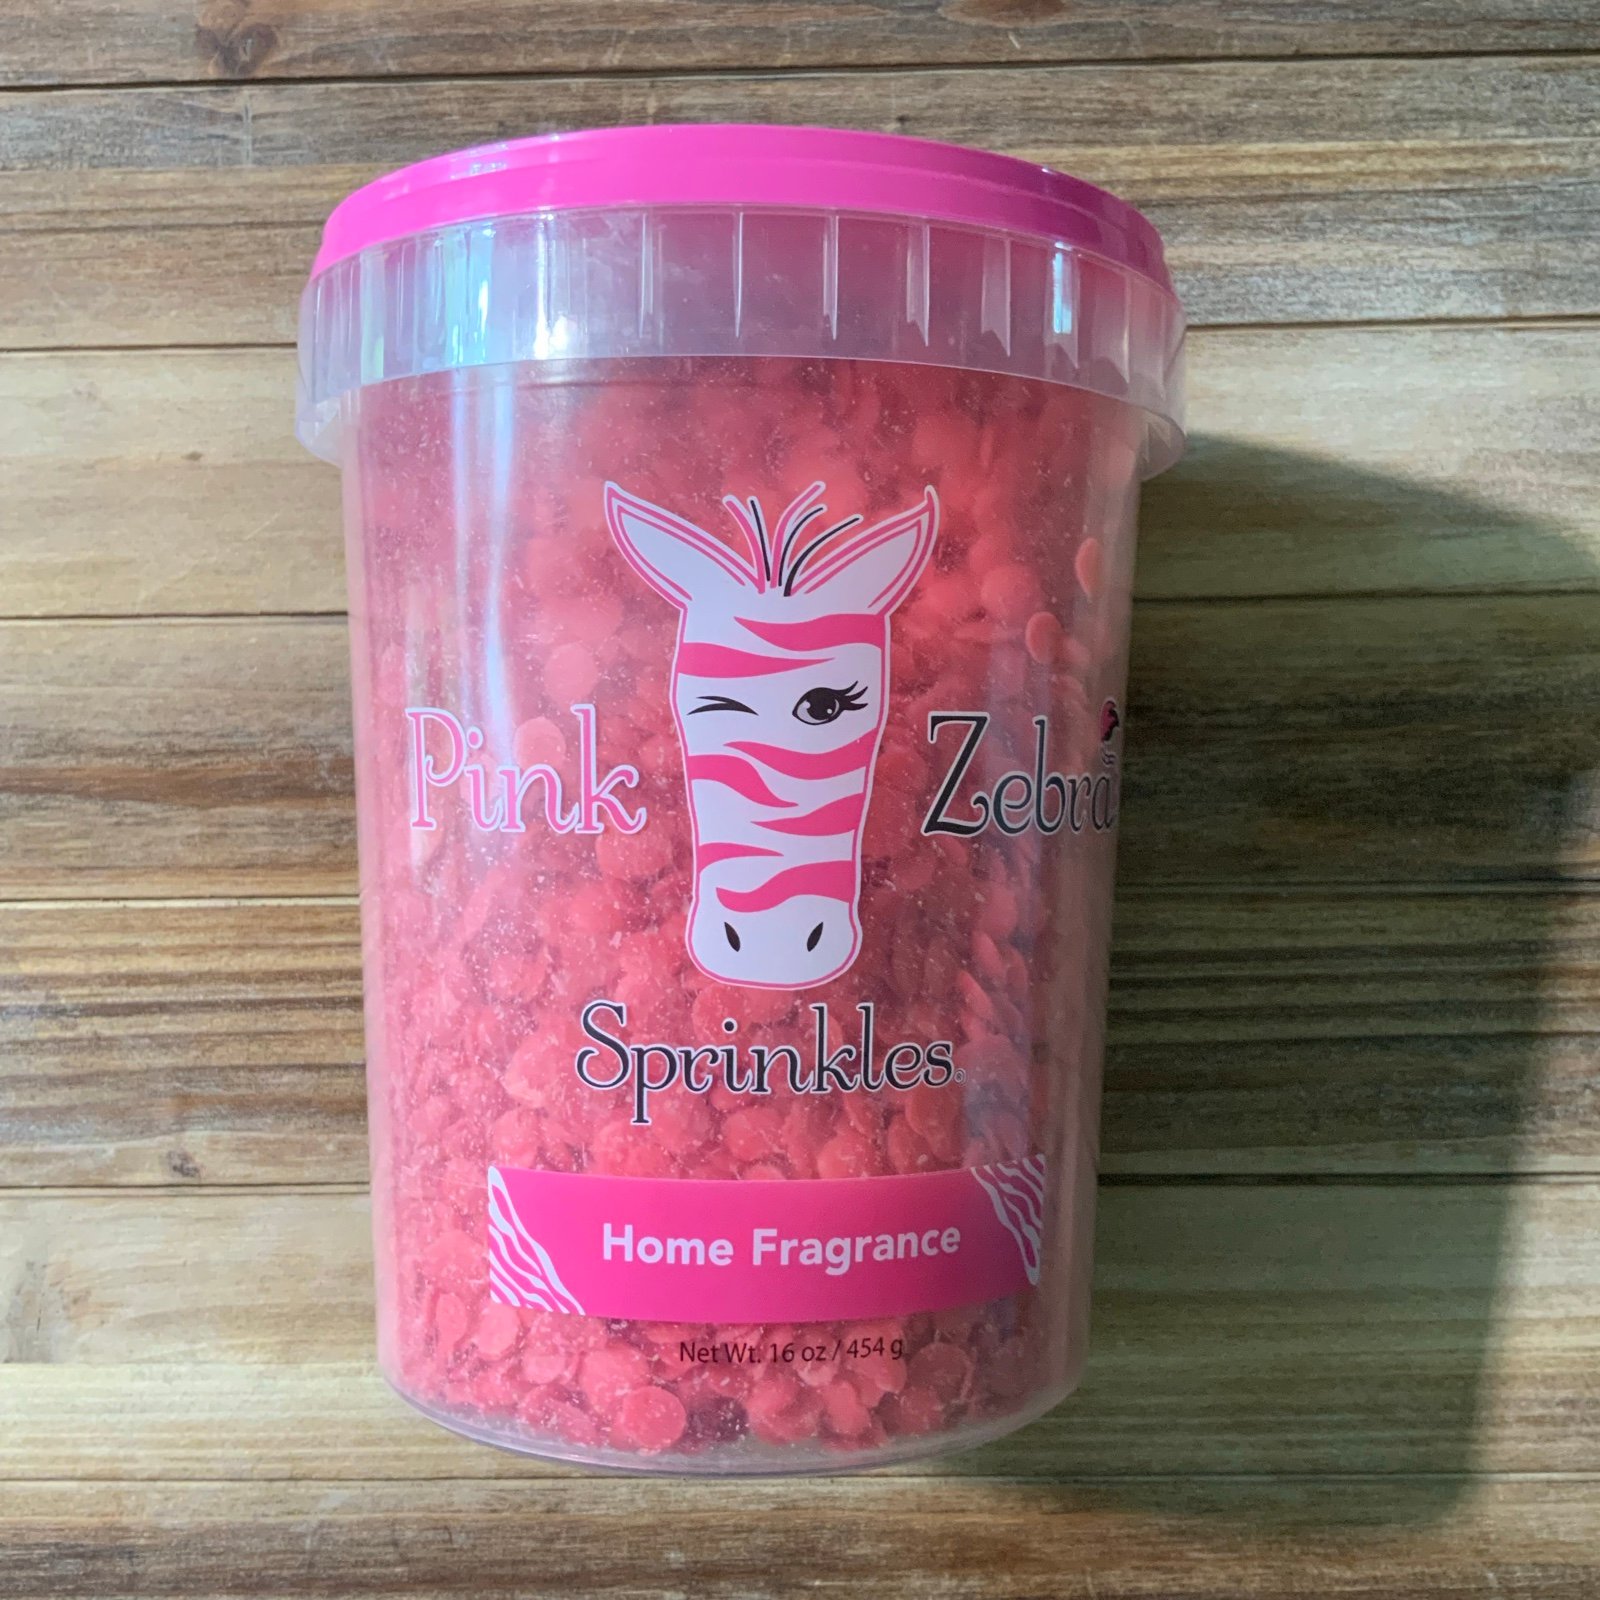 Pink Zebra
Sprinkles®
Home Fragrance
Net Wt. 16 oz / 454 g